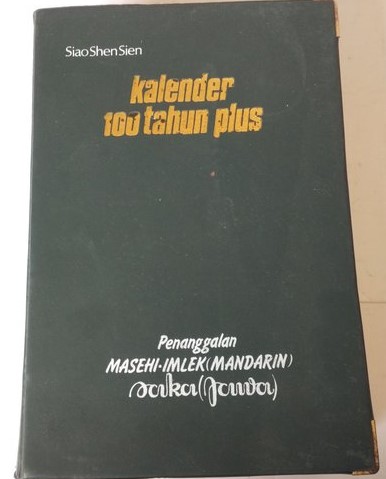 Siao Shen Sien
kalender
100 tahun plus
Penanggalan
MASEHI-IMLEK(MANDARIN)
saka(Jawa)